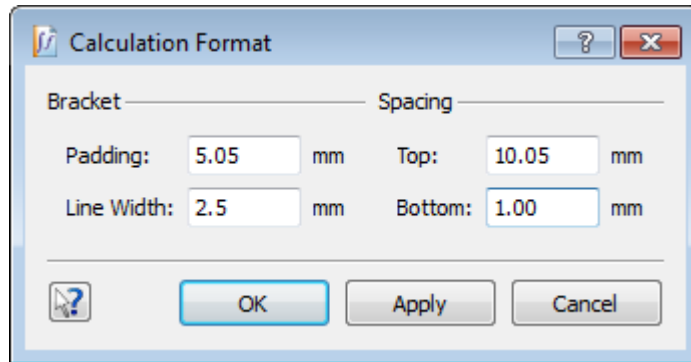 Calculation Format
Bracket Spacing
Padding: 5.05 mm Top: 10.05 mm
Line Width: 2.5 mm Bottom: 1.00 mm
OK Apply Cancel